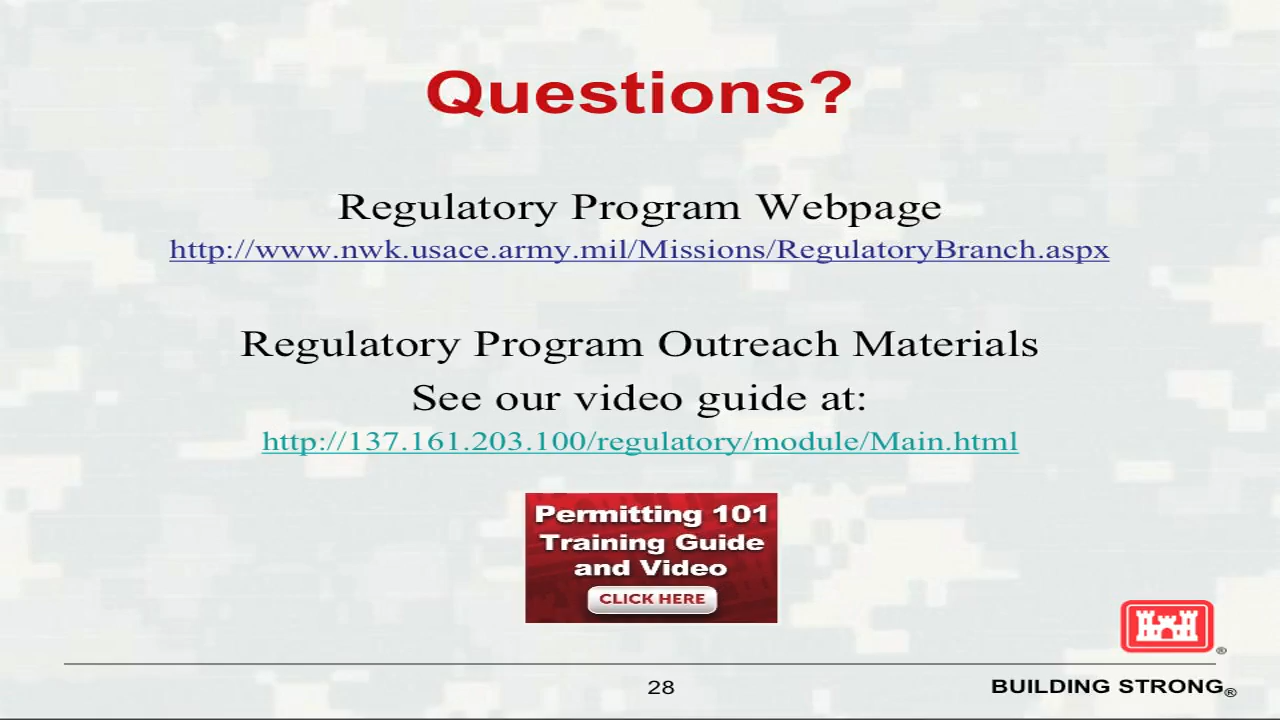 Questions?
Regulatory Program Webpage
http://www.nwk.usace.army.mil/Missions/RegulatoryBranch.aspx
Regulatory Program Outreach Materials
See our video guide at:
http://137.161.203.100/regulatory/module/Main.html
Permitting 101
Training Guide
and Video
CLICK HERE
®
28
BUILDING STRONG®